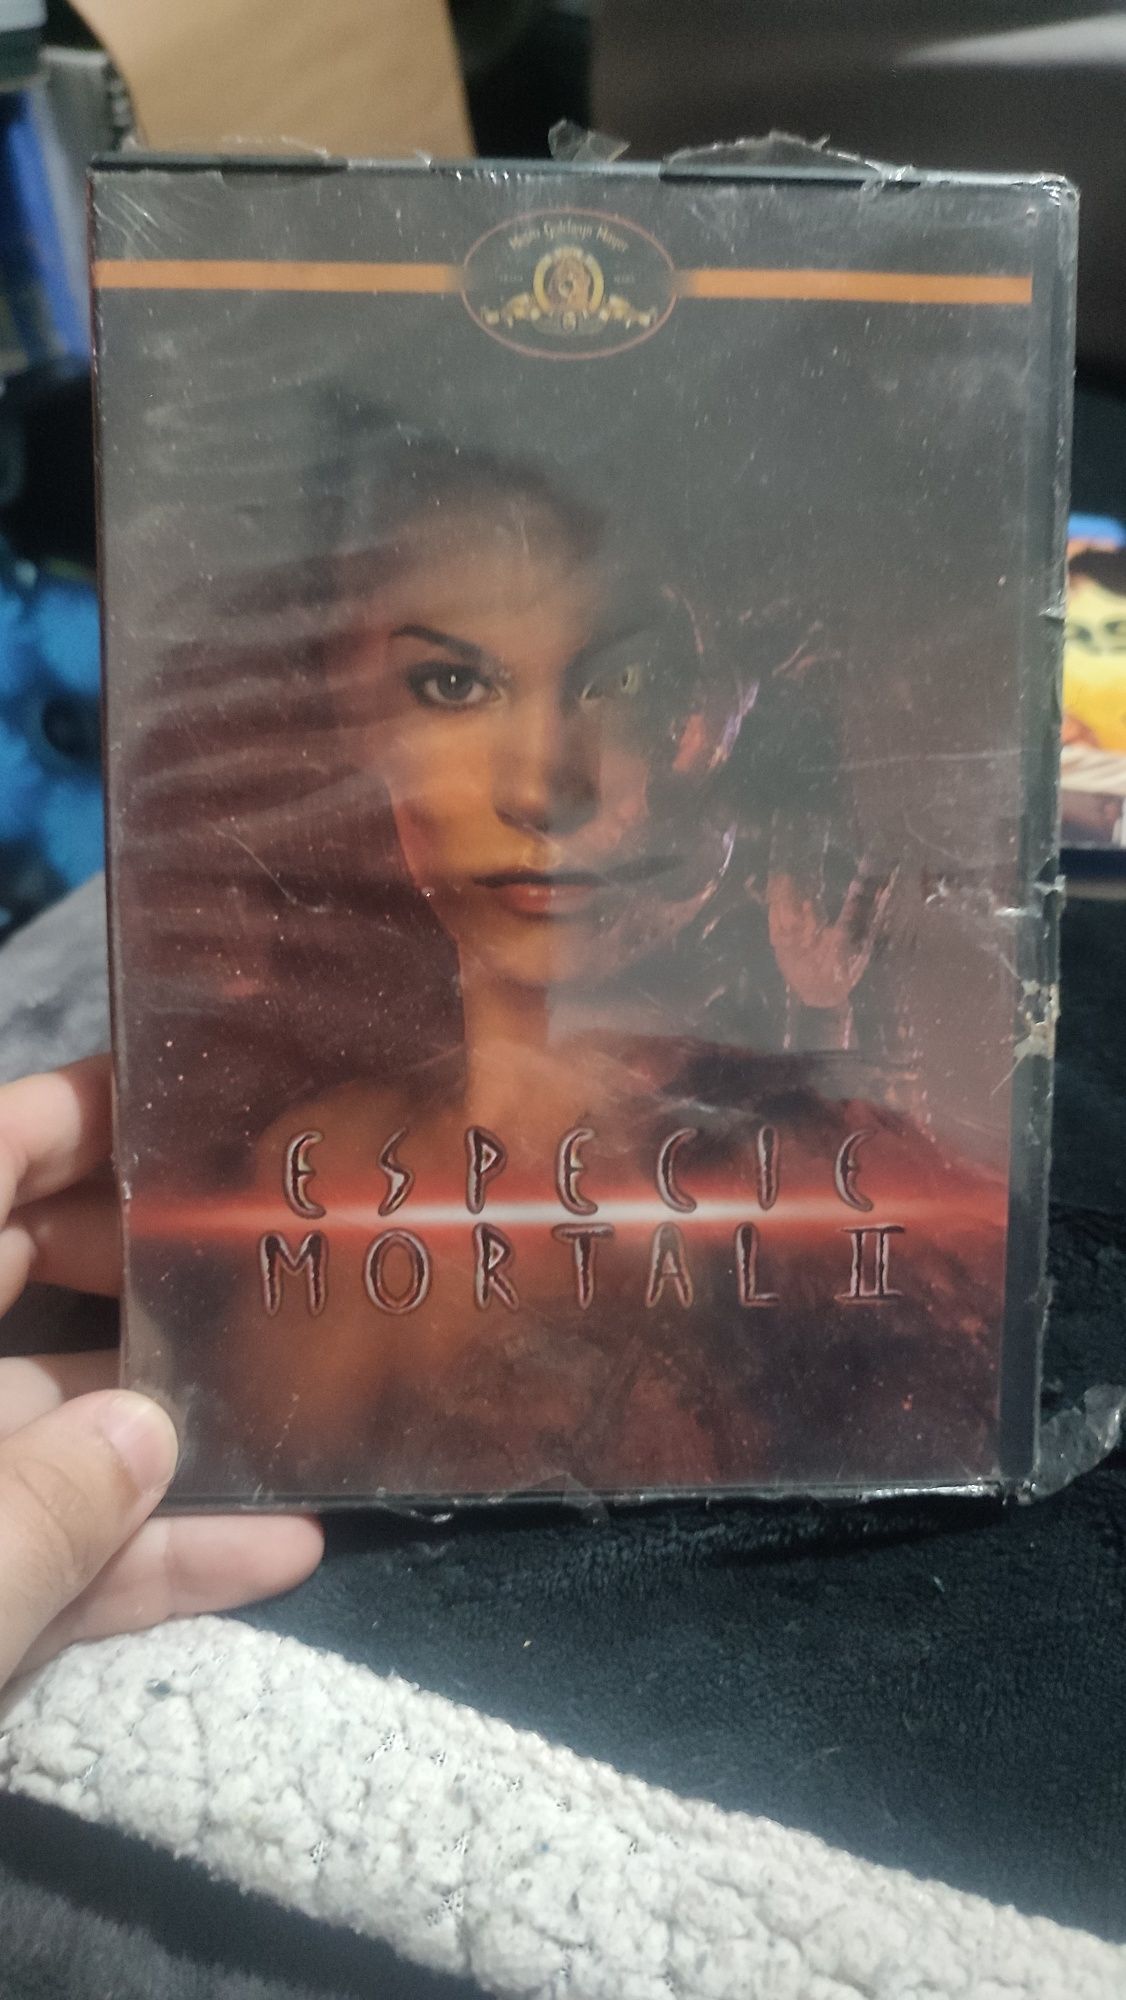 Metro Goldwyn Mayer
ESPECIE
MORTAL II